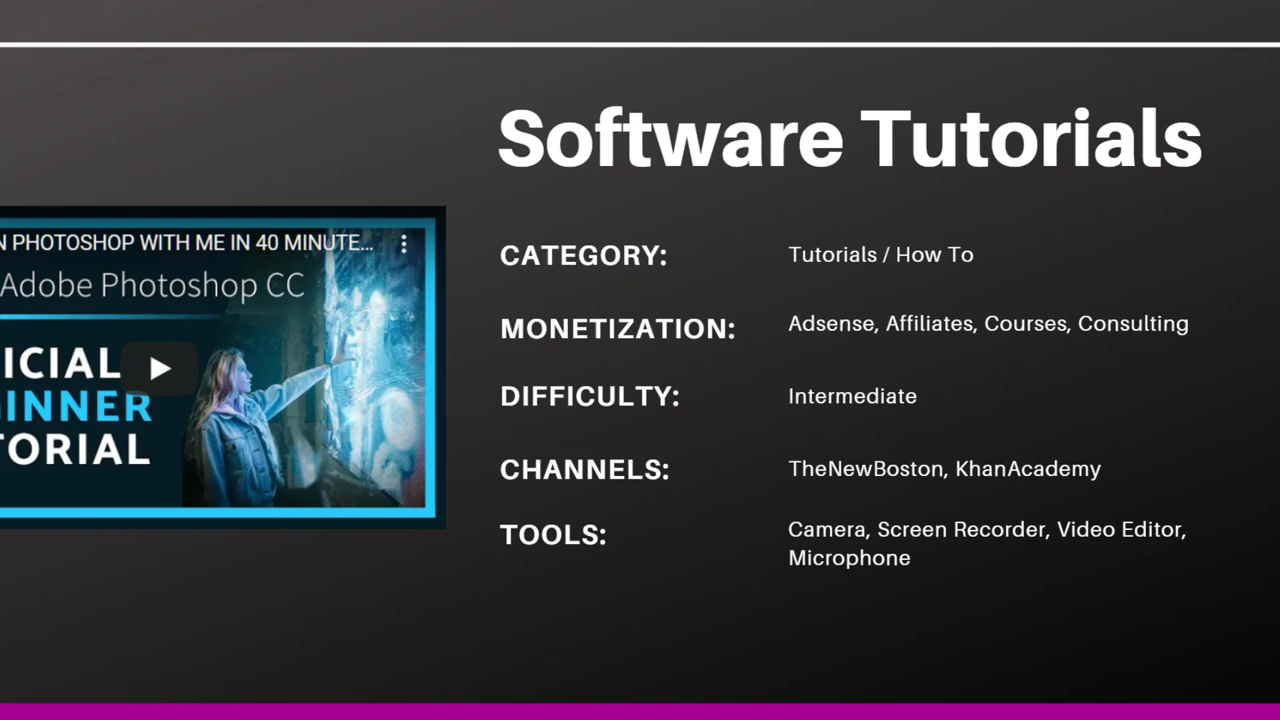 Software Tutorials
N PHOTOSHOP WITH ME IN 40 MINUTE...
Adobe Photoshop CC
ICIAL
INNER
TORIAL
CATEGORY: Tutorials / How To
MONETIZATION: Adsense, Affiliates, Courses, Consulting
DIFFICULTY: Intermediate
CHANNELS: TheNewBoston, KhanAcademy
TOOLS: Camera, Screen Recorder, Video Editor,
Microphone